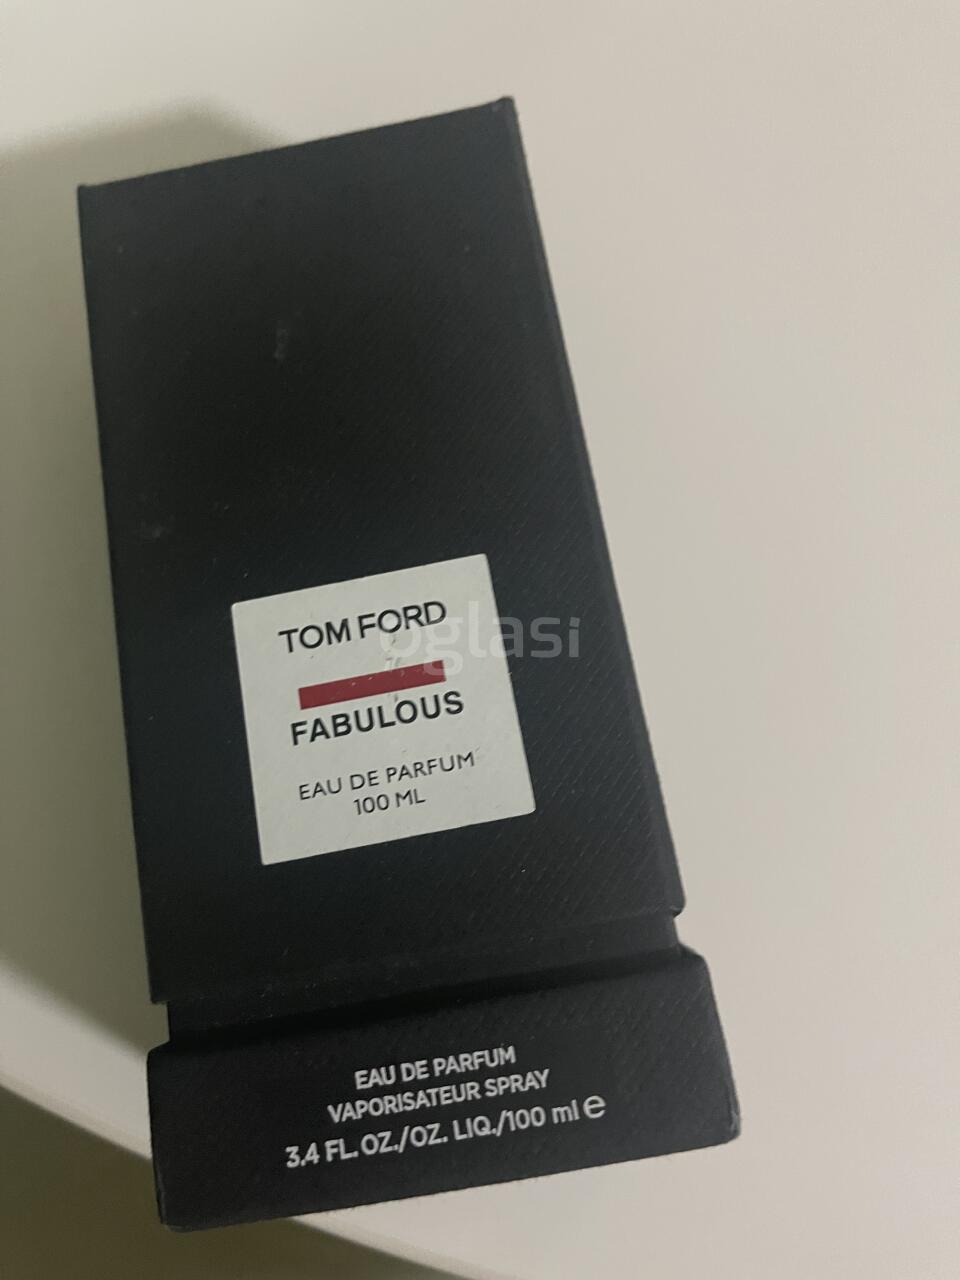 TOM FORD
FABULOUS
EAU DE PARFUM
100 ML
oglasi
EAU DE PARFUM
VAPORISATEUR SPRAY
3.4 FL. OZ./OZ. LIQ./100 ml e